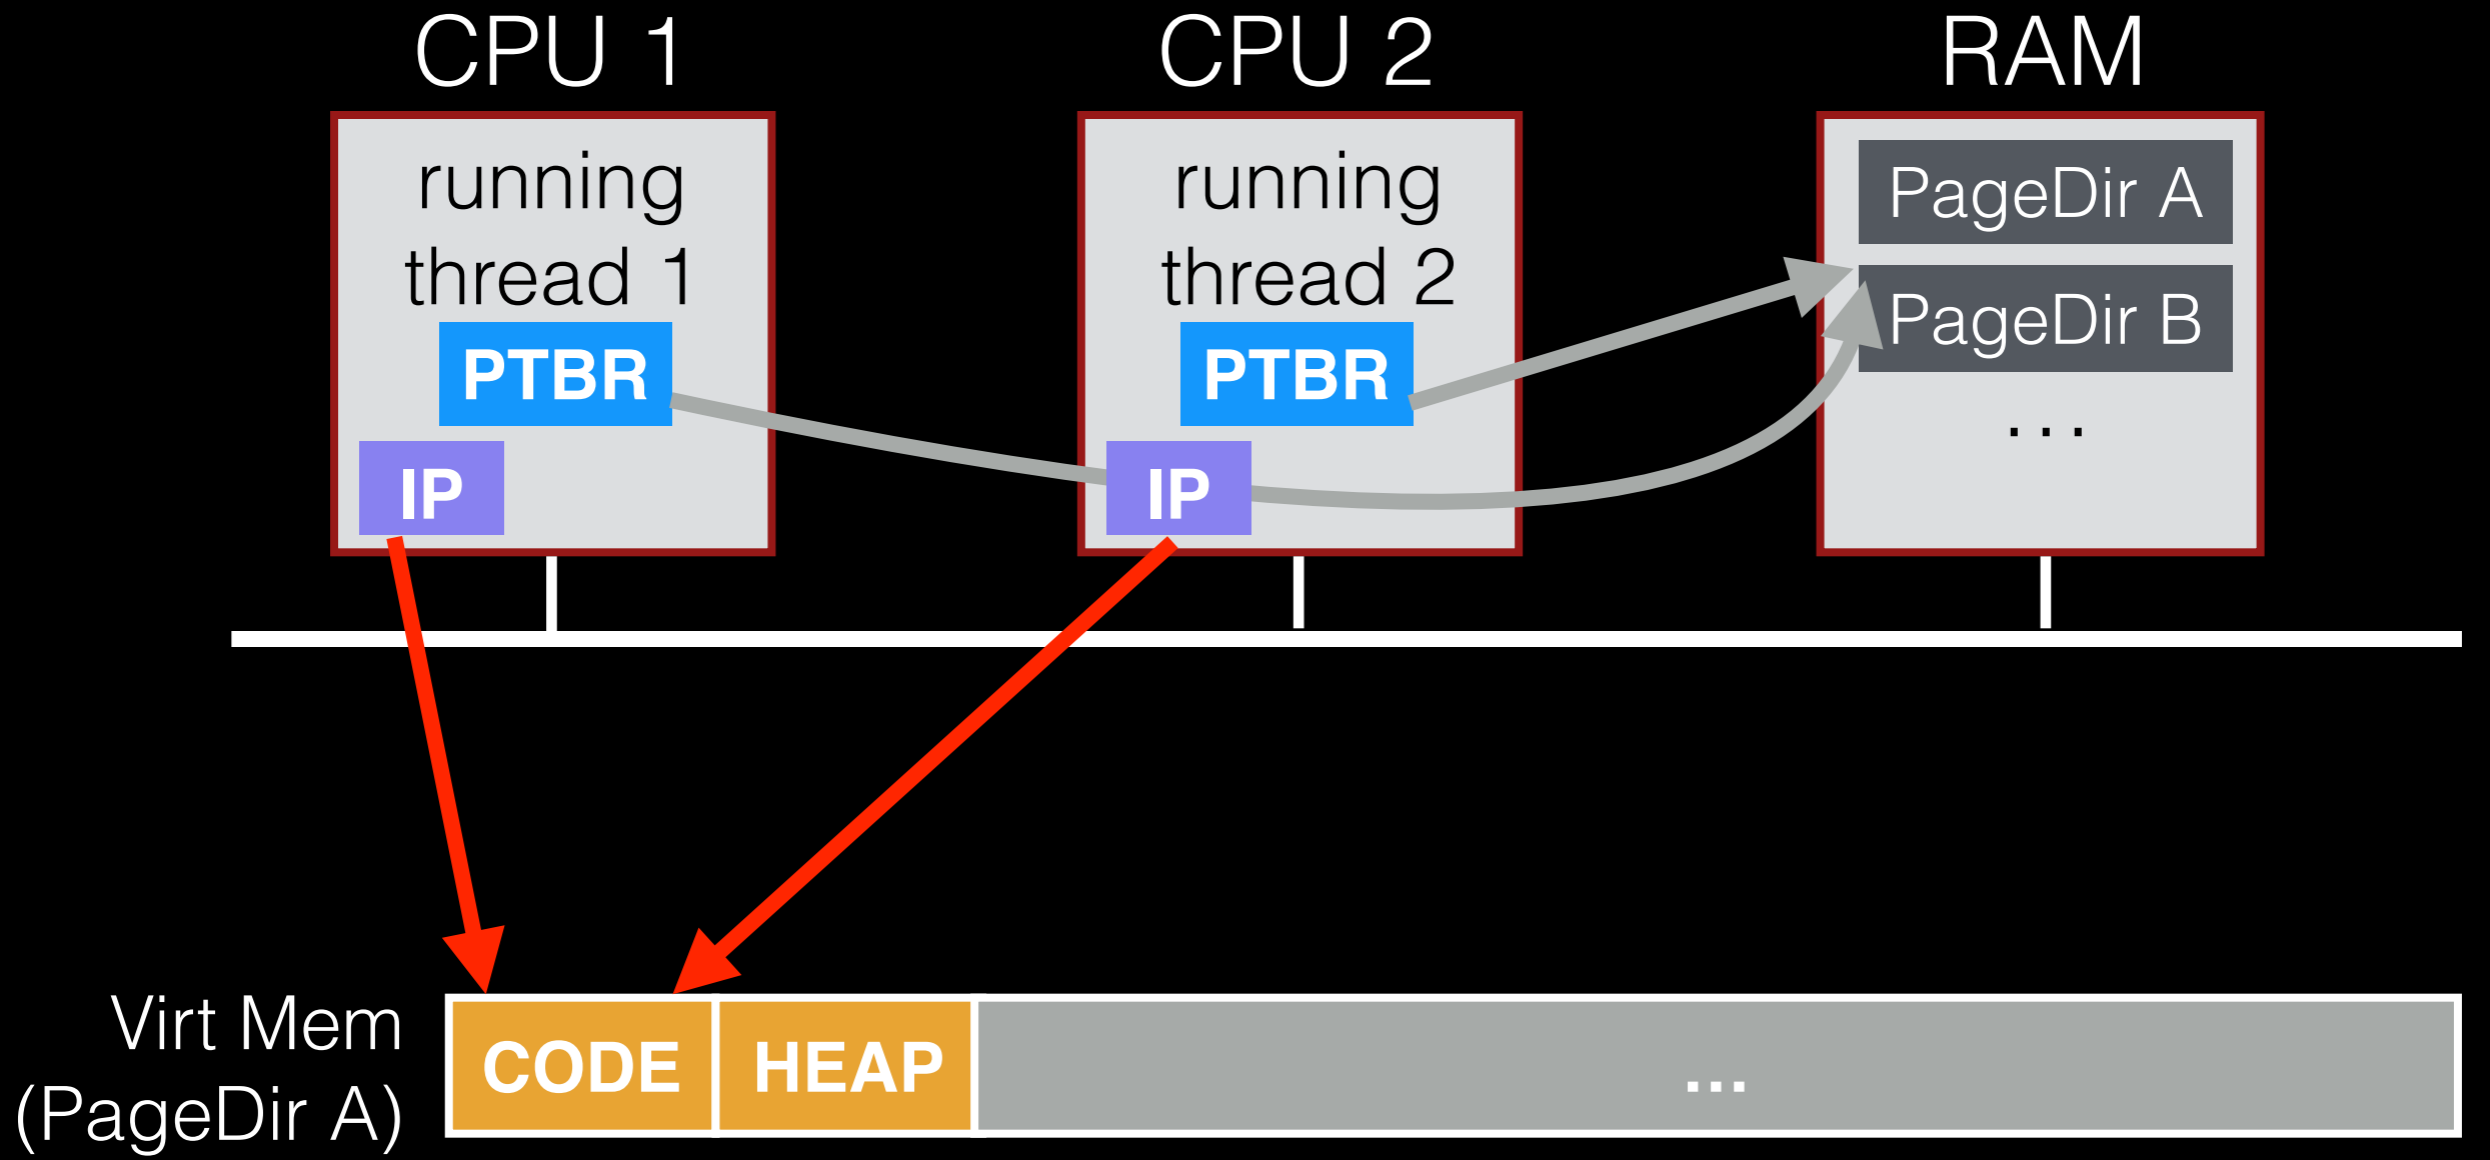 CPU 1
CPU 2
RAM
running
thread 1
PTBR
IP
running
thread 2
PTBR
IP
PageDir A
PageDir B
...
Virt Mem
(PageDir A)
CODE
HEAP
...